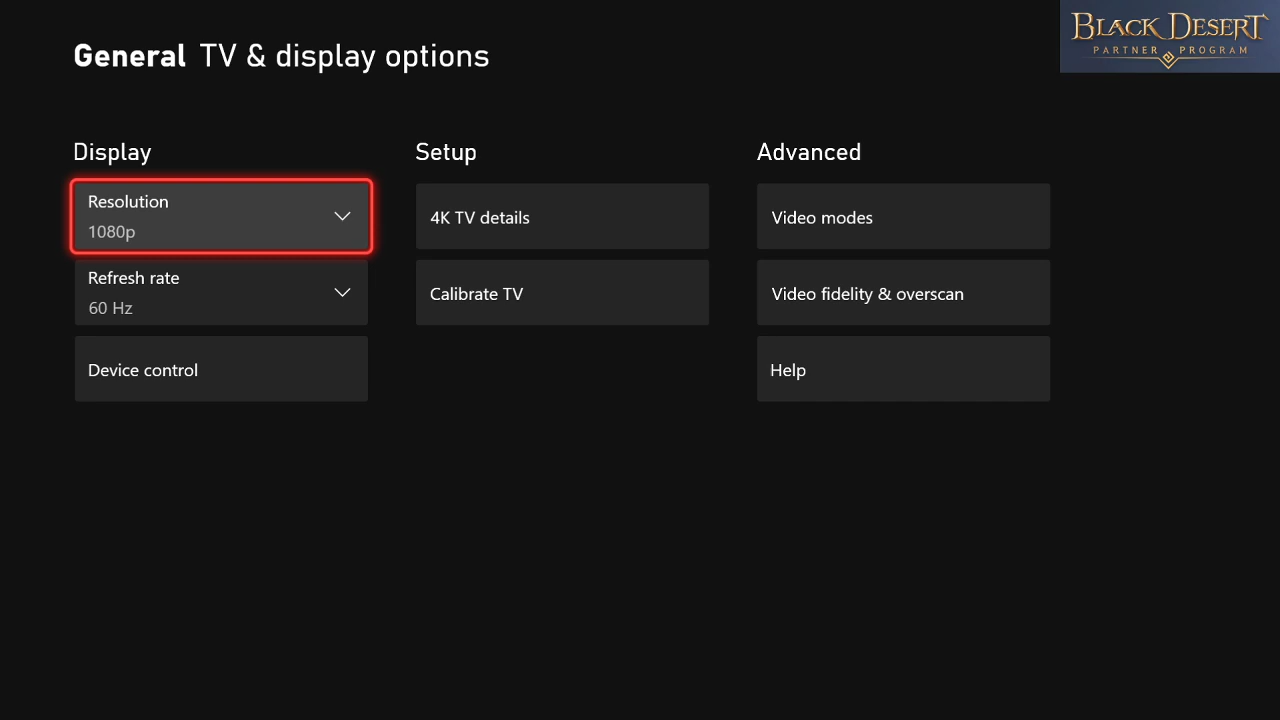 General TV & display options
BLACK DESERT
PARTNER PROGRAM
Display
Resolution
1080p
Refresh rate
60 Hz
Device control
Setup
4K TV details
Calibrate TV
Advanced
Video modes
Video fidelity & overscan
Help